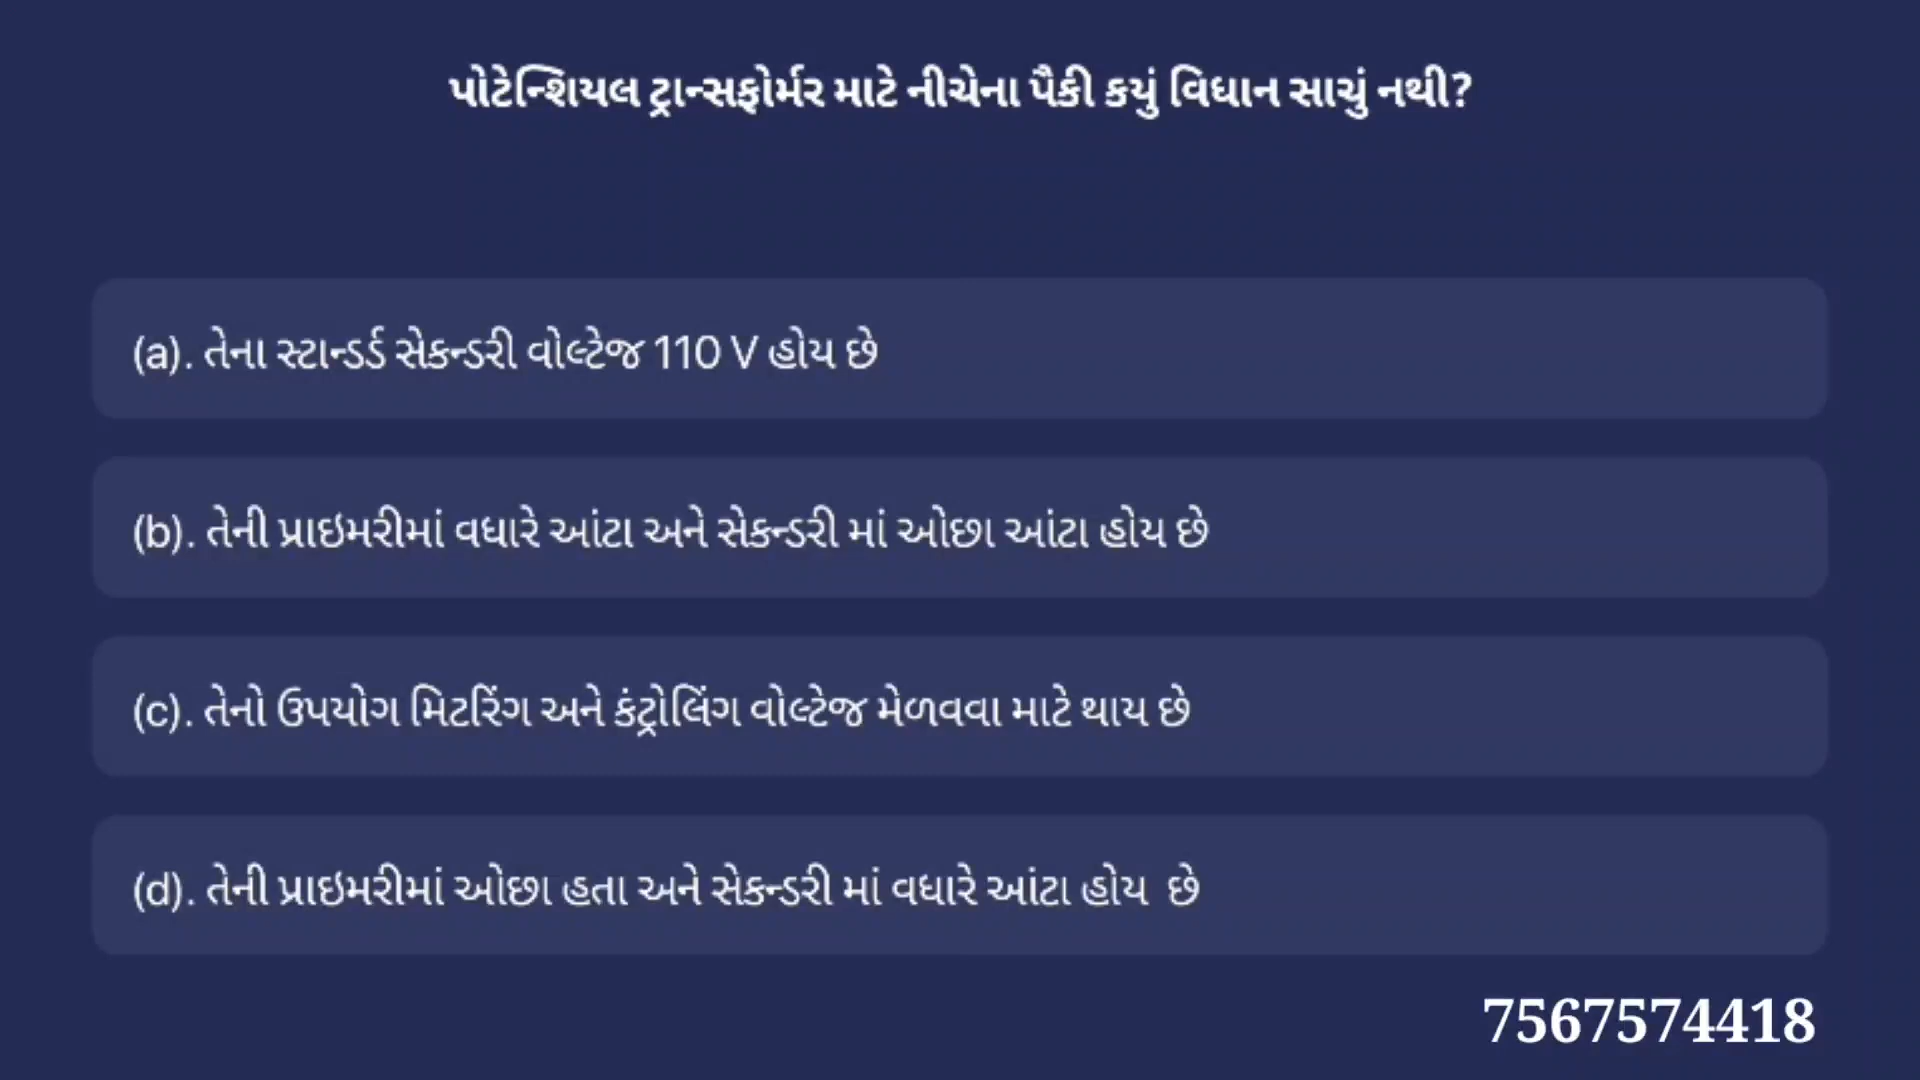 પોટેન્શિયલ ટ્રાન્સફોર્મર માટે નીચેના પૈકી કયું વિધાન સાચું નથી?
(a). તેના સ્ટાન્ડર્ડ સેકન્ડરી વોલ્ટેજ 110 V હોય છે
(b). તેની પ્રાઇમરીમાં વધારે આંટા અને સેકન્ડરી માં ઓછા આંટા હોય છે
(c). તેનો ઉપયોગ મિટરિંગ અને કંટ્રોલિંગ વોલ્ટેજ મેળવવા માટે થાય છે
(d). તેની પ્રાઇમરીમાં ઓછા હતા અને સેકન્ડરી માં વધારે આંટા હોય છે
7567574418